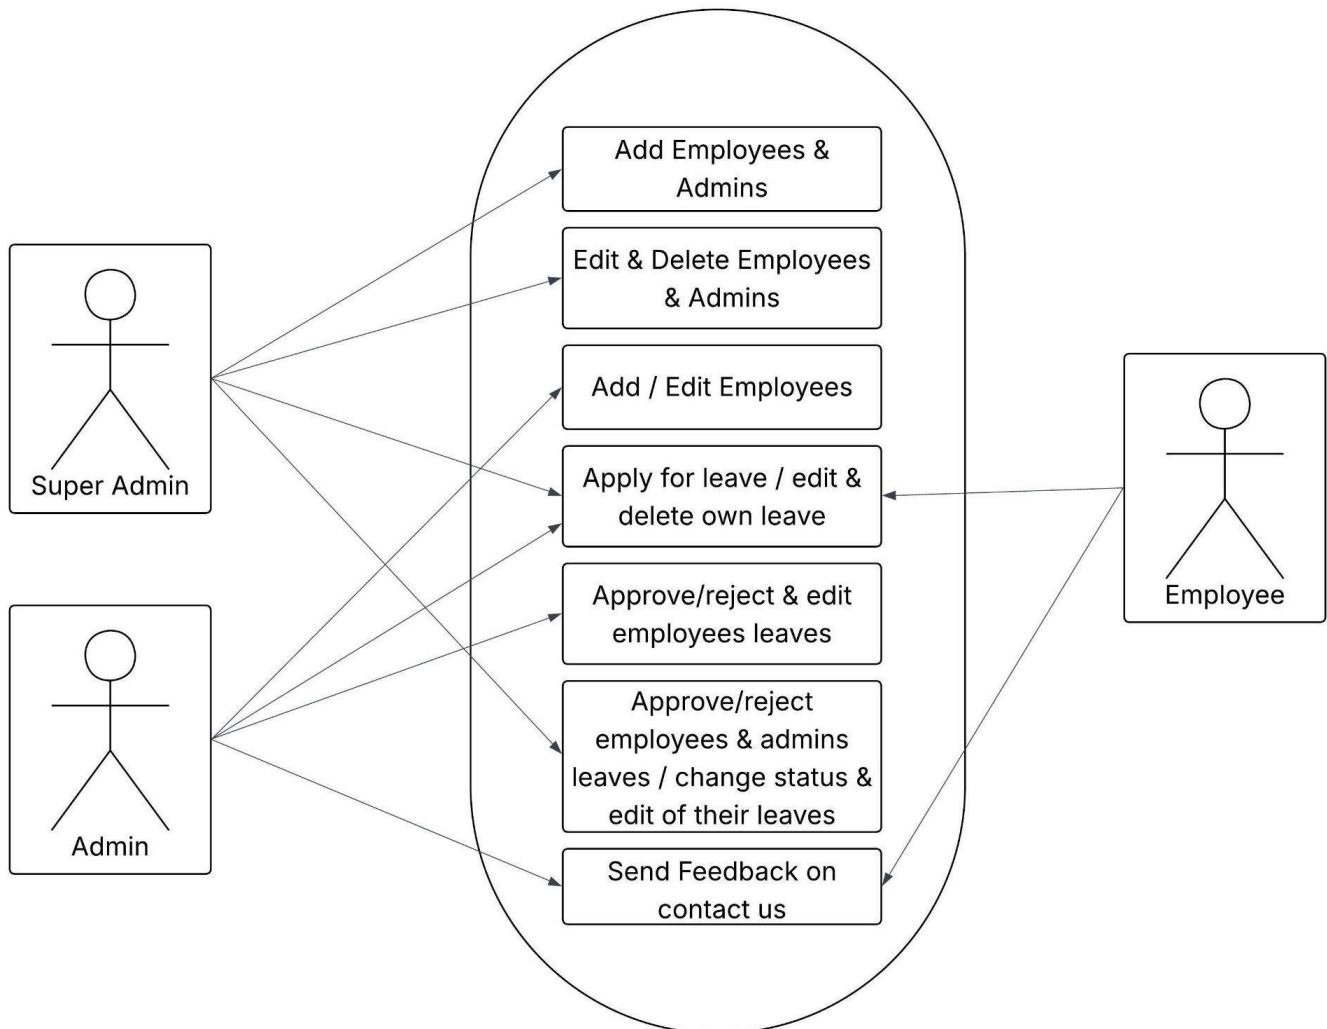 Add Employees &
Admins
Edit & Delete Employees
& Admins
Add / Edit Employees
Apply for leave / edit &
delete own leave
Approve/reject & edit
employees leaves
Approve/reject
employees & admins
leaves / change status &
edit of their leaves
Send Feedback on
contact us
Super Admin
Admin
Employee